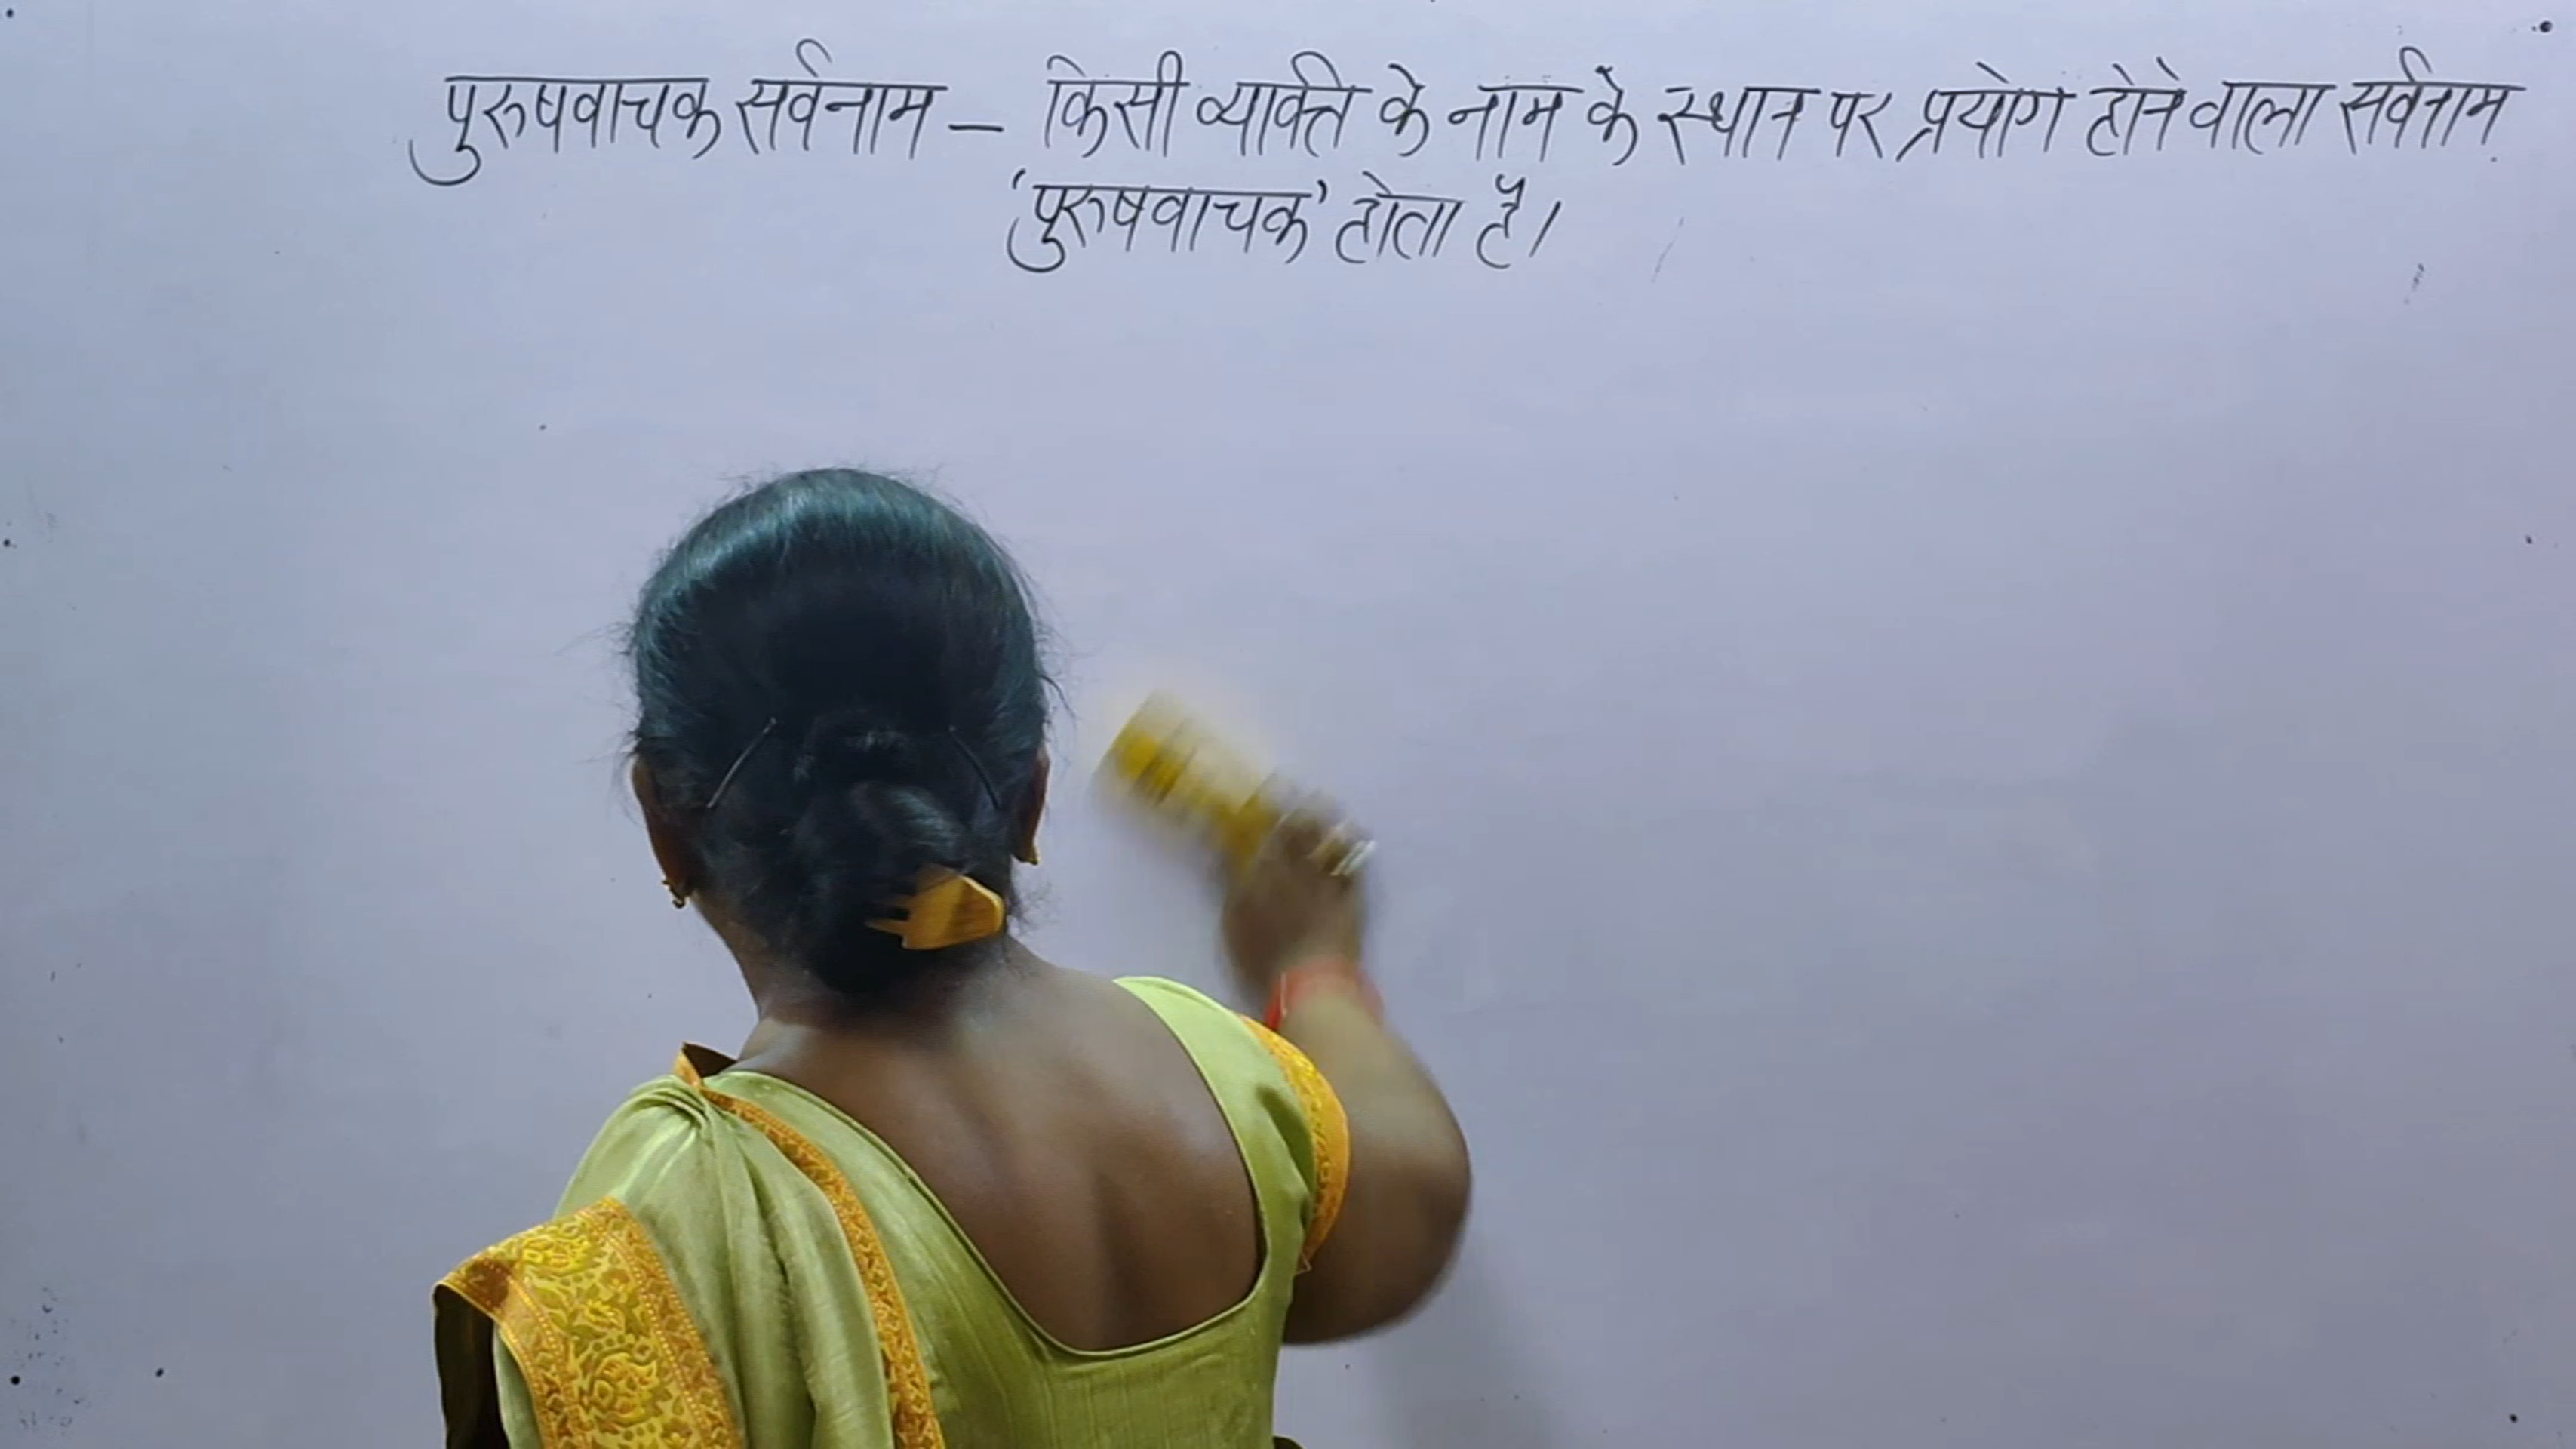 पुरुषवाचक सर्वनाम – किसी व्यक्ति के नाम के स्थान पर प्रयोग होने वाला सर्वनाम
‘पुरुषवाचक’ होता है।